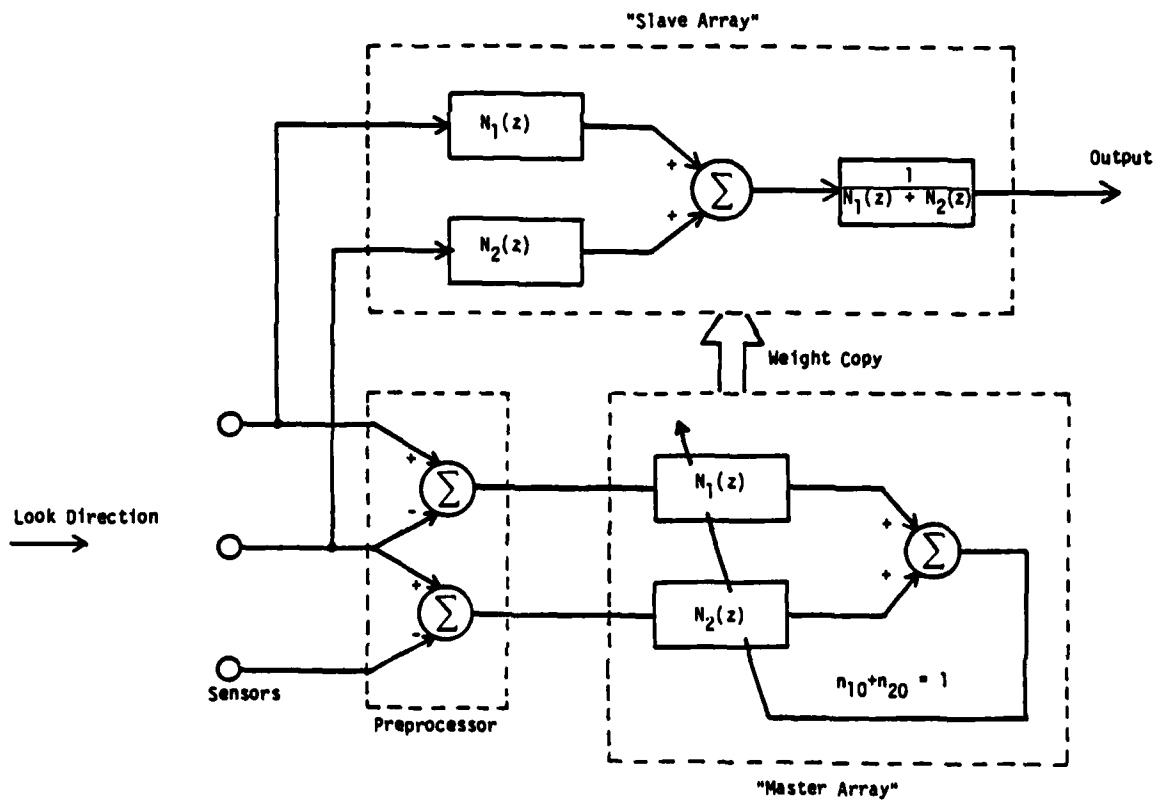 "Slave Array"
N1(z)
N2(z)
+
+
Σ
1
N1(z) + N2(z)
Output
Weight Copy
Look Direction
Sensors
+
-
Σ
+
-
Σ
Preprocessor
N1(z)
N2(z)
+
+
Σ
n10+n20 = 1
"Master Array"